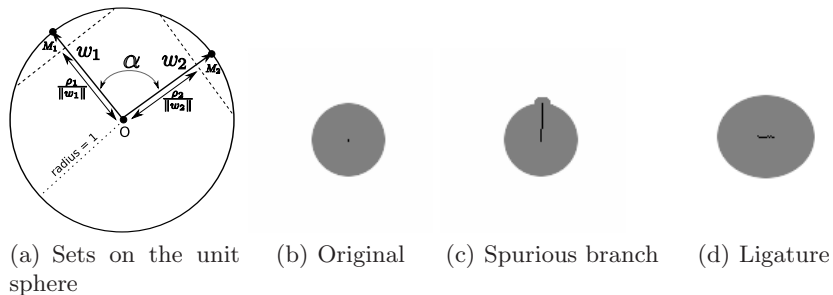 M₁ w₁ α w₂ M₂
ρ₁/‖w₁‖ ρ₂/‖w₂‖
O
radius = 1
(a) Sets on the unit sphere
(b) Original
(c) Spurious branch
(d) Ligature